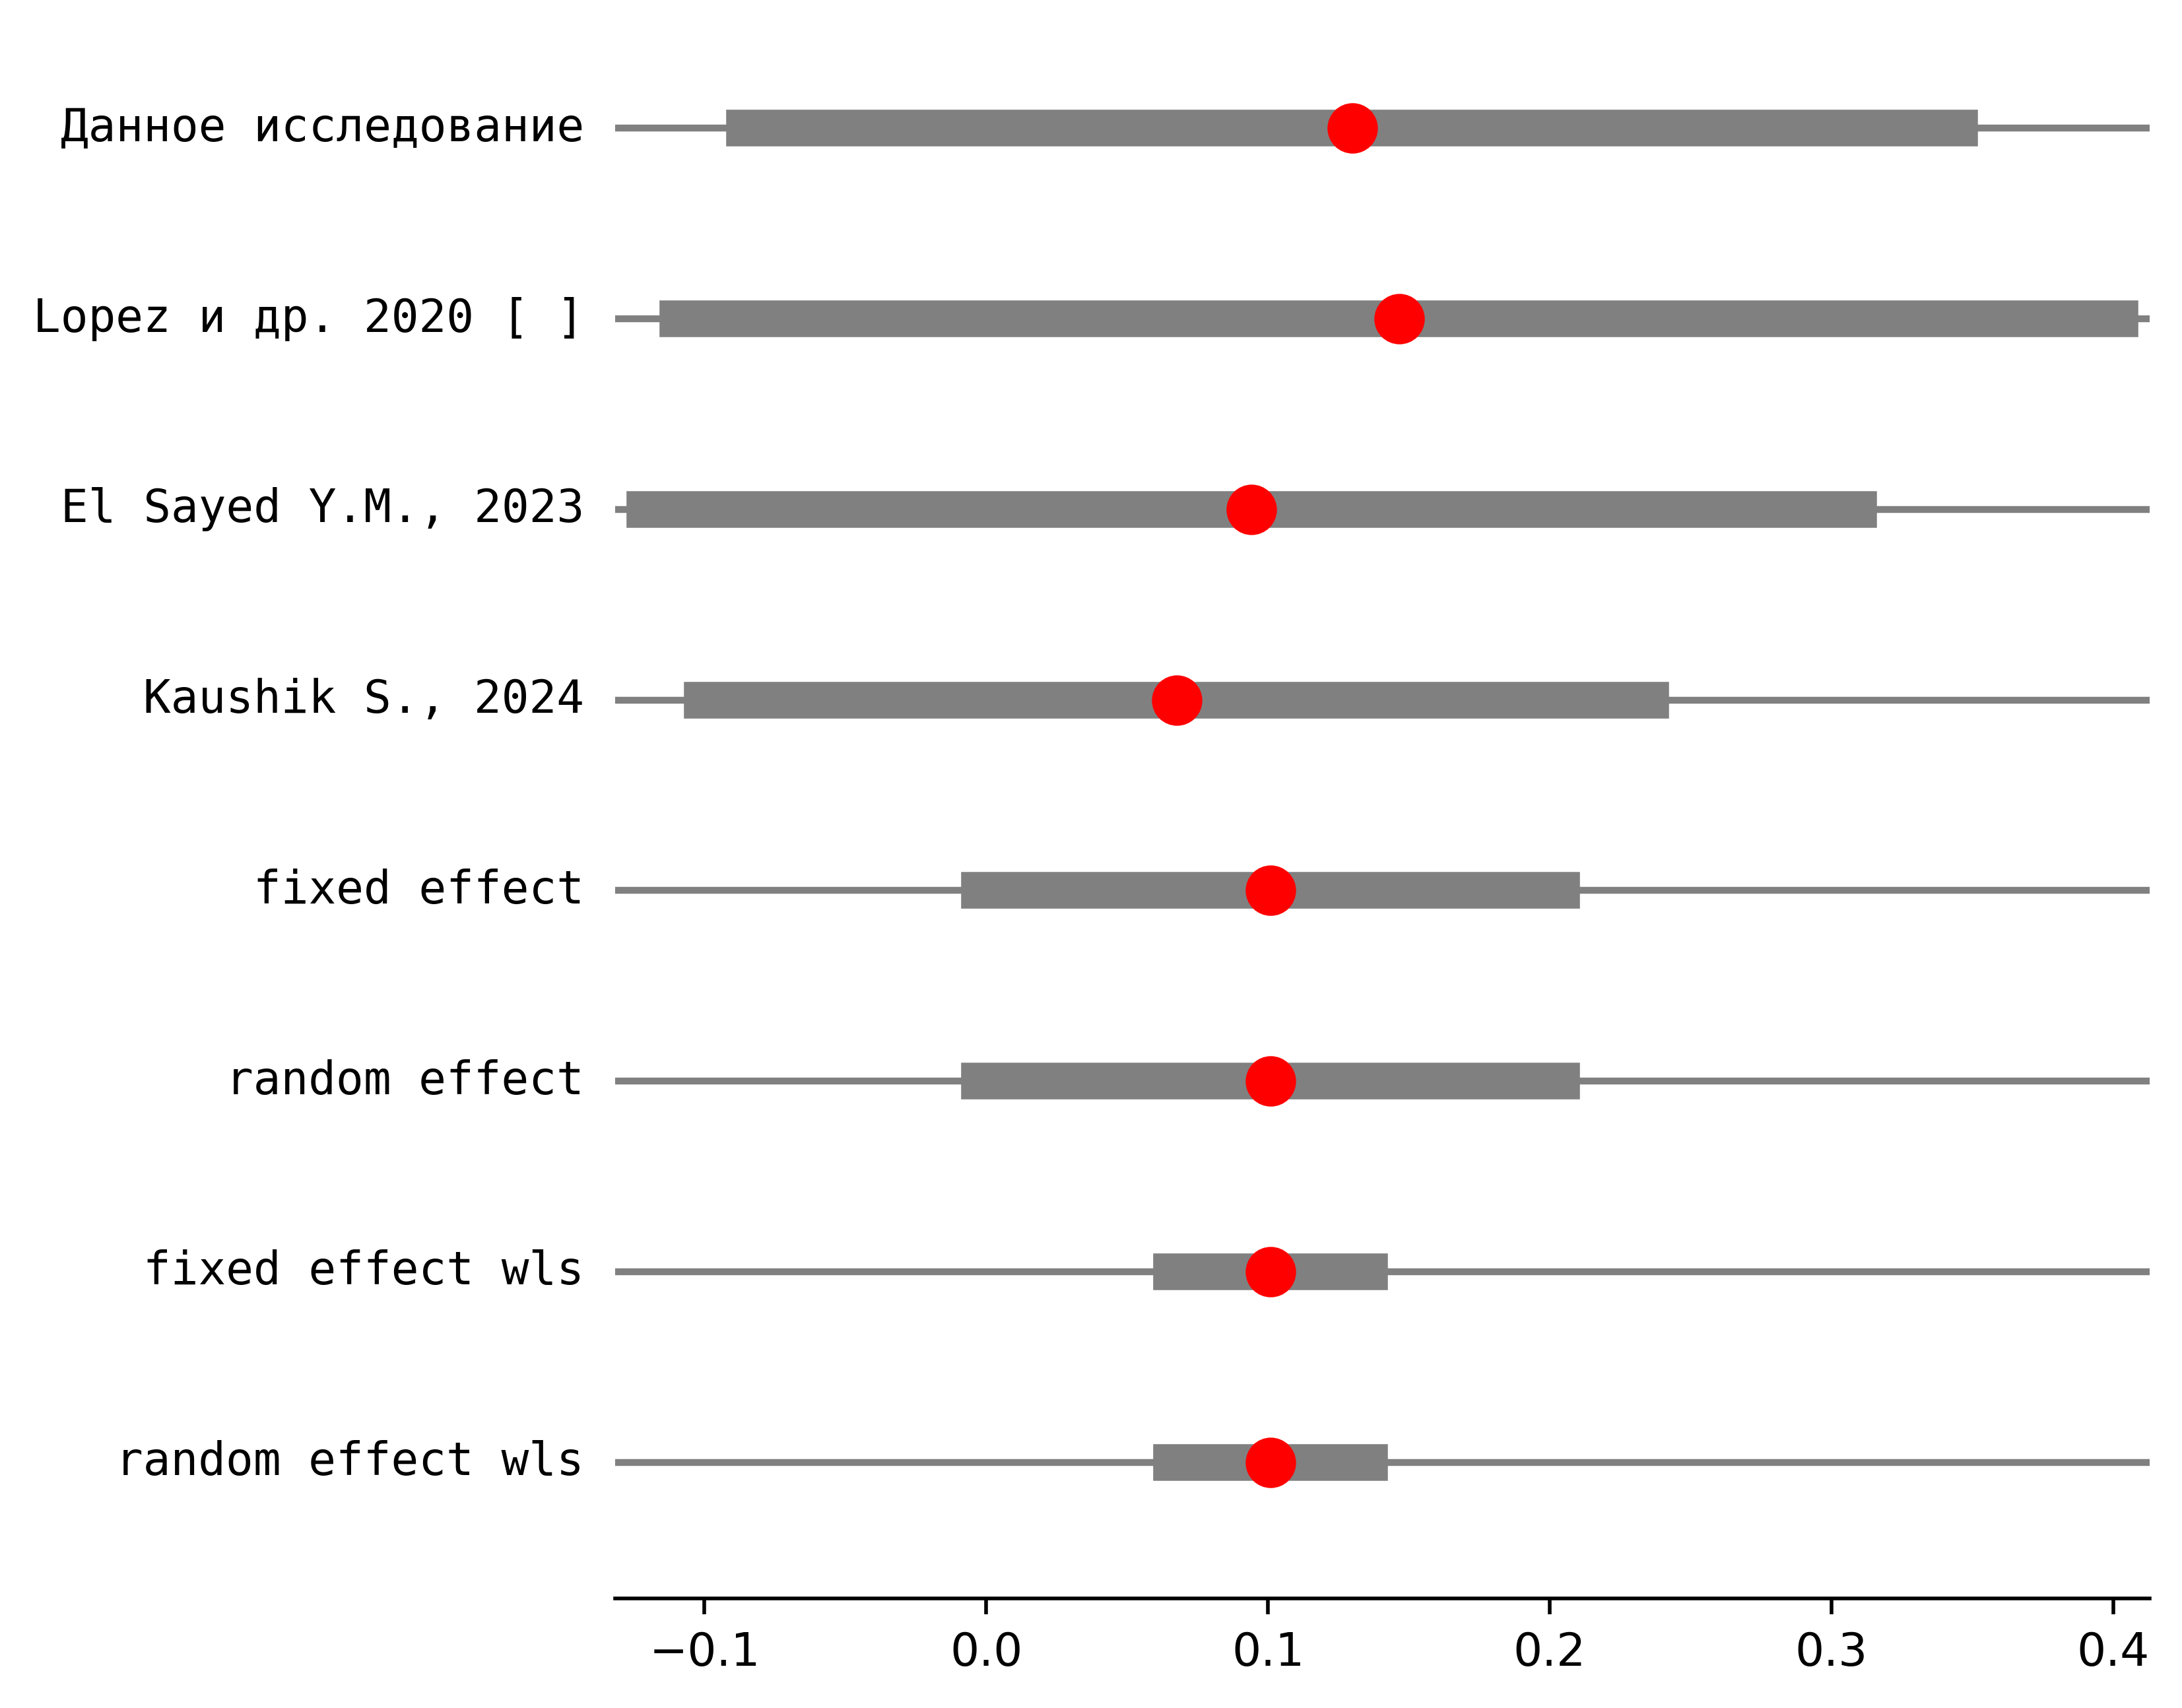 Данное исследование
Lopez и др. 2020 [ ]
El Sayed Y.M., 2023
Kaushik S., 2024
fixed effect
random effect
fixed effect wls
random effect wls
−0.1 0.0 0.1 0.2 0.3 0.4